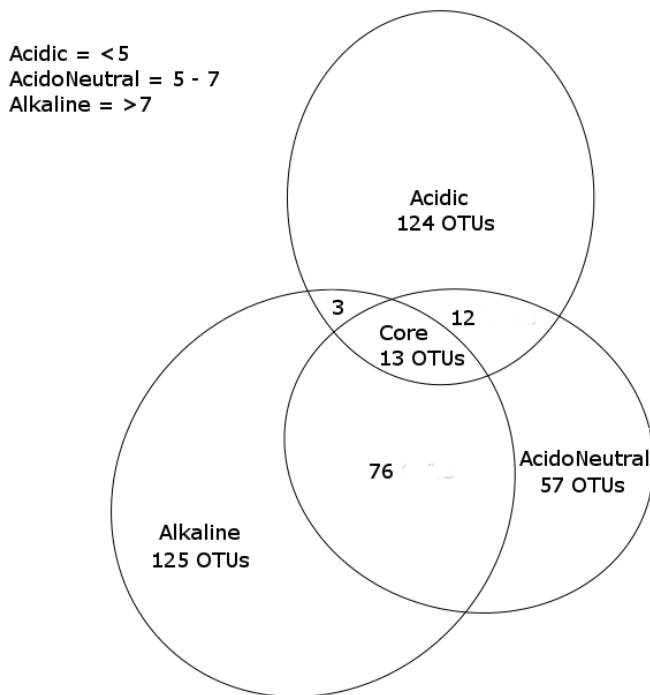 Acidic = <5
AcidoNeutral = 5 - 7
Alkaline = >7
Acidic
124 OTUs
3
12
Core
13 OTUs
76
AcidoNeutral
57 OTUs
Alkaline
125 OTUs